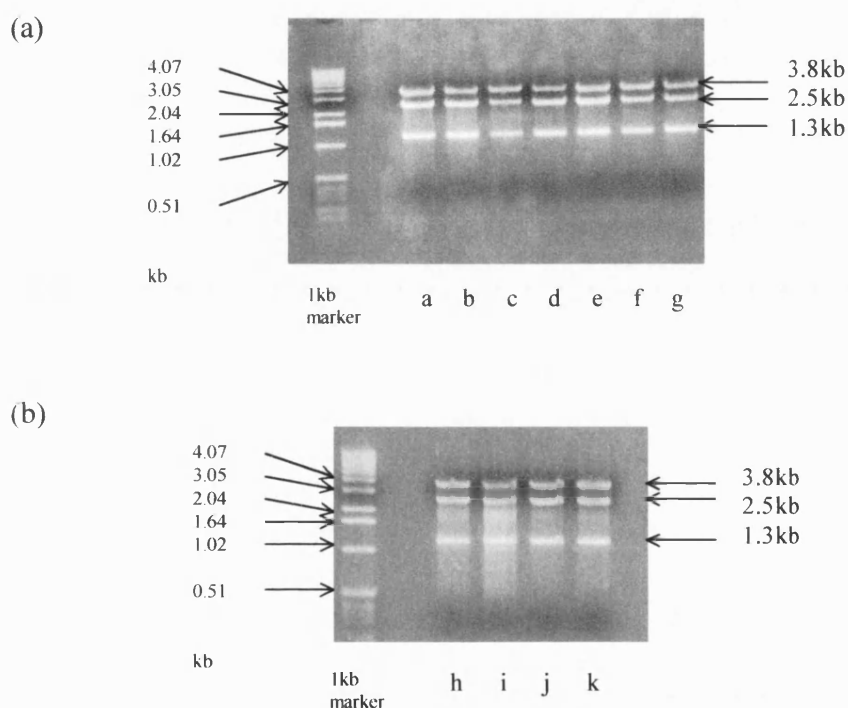 (a)
4.07
3.05
2.04
1.64
1.02
0.51
kb
3.8kb
2.5kb
1.3kb
1kb
marker
a b c d e f g
(b)
4.07
3.05
2.04
1.64
1.02
0.51
kb
3.8kb
2.5kb
1.3kb
1kb
marker
h i j k